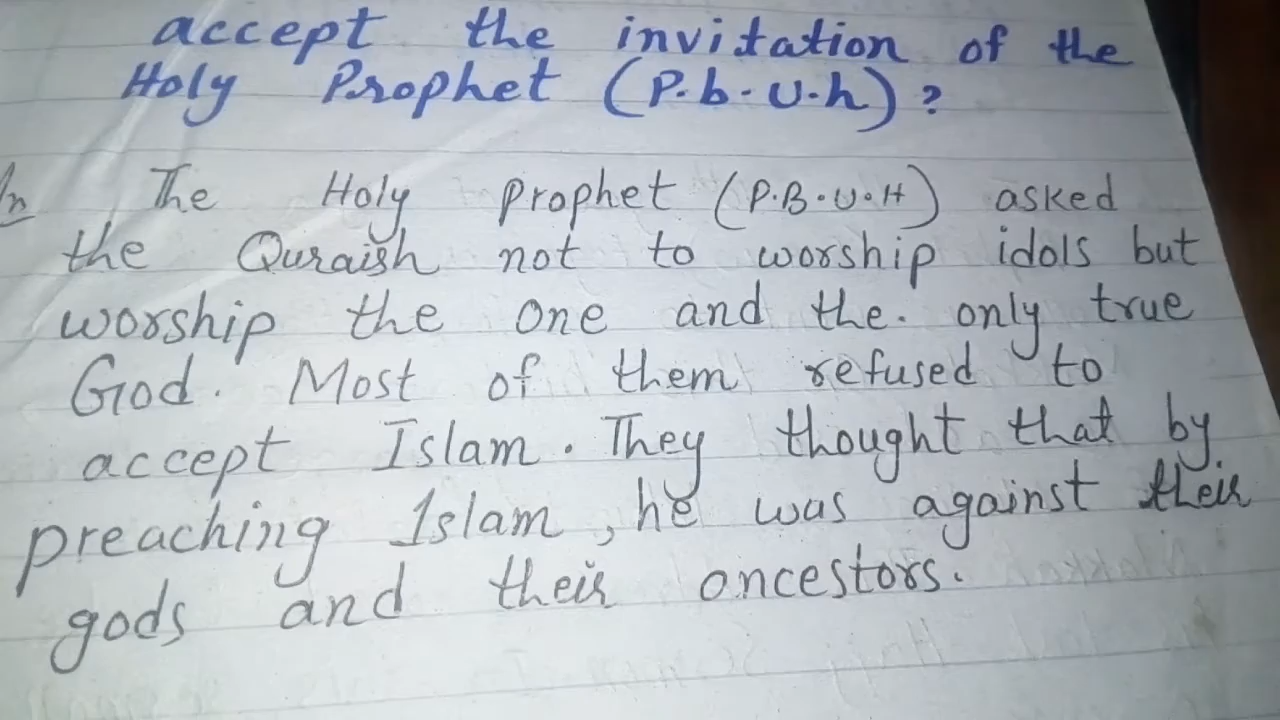 accept the invitation of the
Holy Prophet (P.b.U.h)?
The Holy prophet (P.B.U.H) asked
the Quraish not to worship idols but
worship the one and the. only true
God. Most of them refused to
accept Islam. They thought that by
preaching Islam, he was against their
gods and their oncestors.